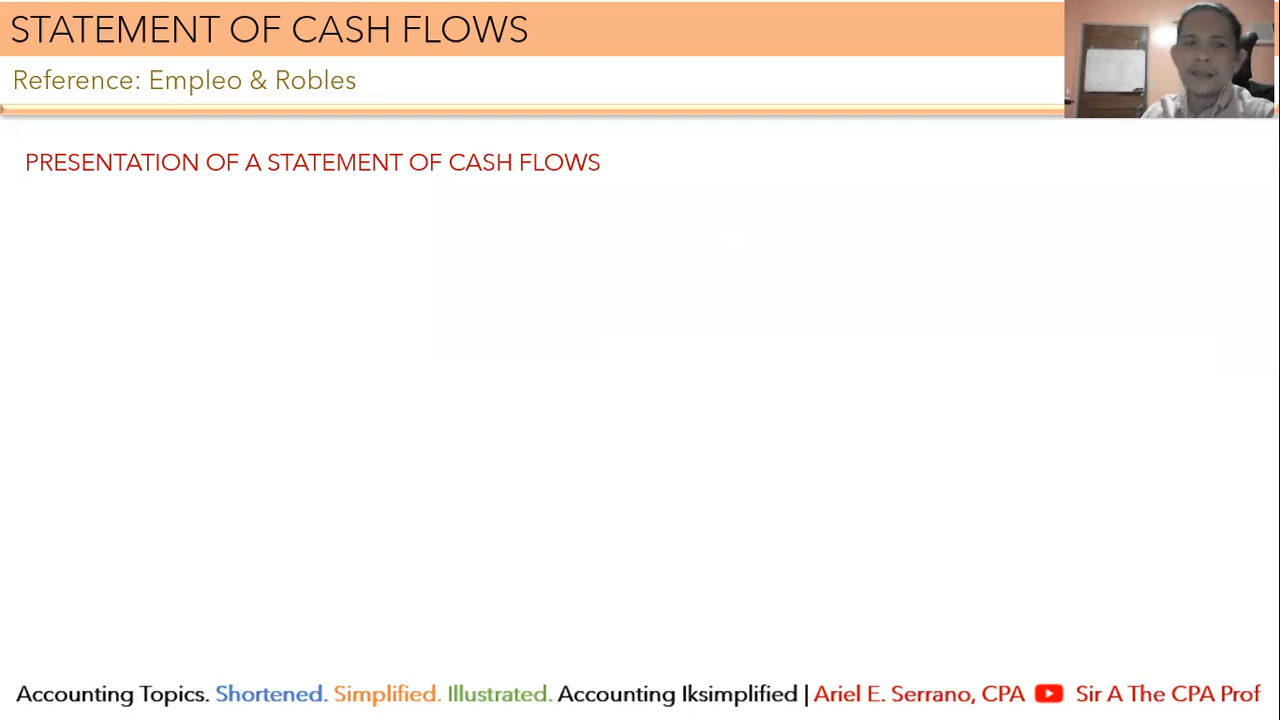 STATEMENT OF CASH FLOWS
Reference: Empleo & Robles
PRESENTATION OF A STATEMENT OF CASH FLOWS
Accounting Topics. Shortened. Simplified. Illustrated. Accounting Iksimplified | Ariel E. Serrano, CPA Sir A The CPA Prof